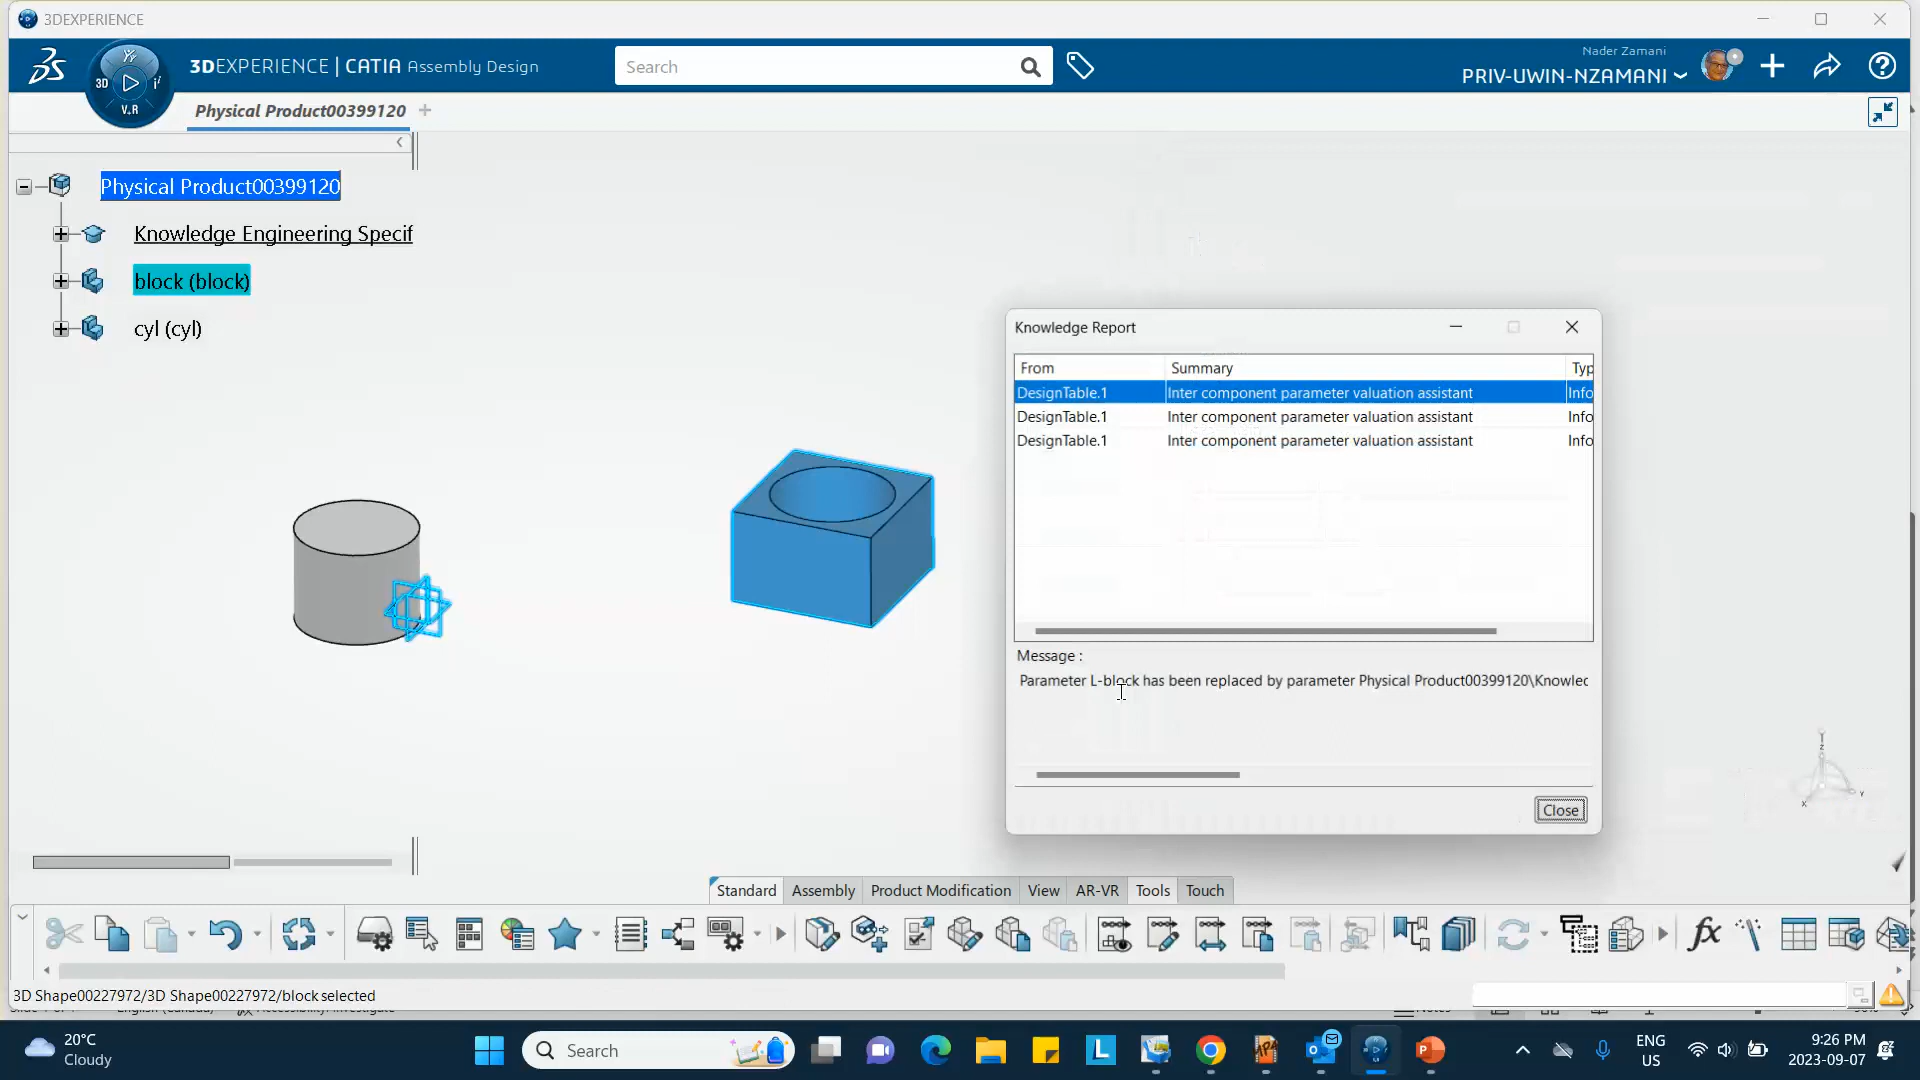 3DEXPERIENCE
3DEXPERIENCE | CATIA Assembly Design
Search
Nader Zamani
PRIV-UWIN-NZAMANI
3D
V.R
Physical Product00399120
Physical Product00399120
Knowledge Engineering Specif
block (block)
cyl (cyl)
Knowledge Report
From Summary Typ
DesignTable.1 Inter component parameter valuation assistant Info
DesignTable.1 Inter component parameter valuation assistant Info
DesignTable.1 Inter component parameter valuation assistant Info
Message :
Parameter L-block has been replaced by parameter Physical Product00399120\Knowlec
Close
z
x
y
Standard Assembly Product Modification View AR-VR Tools Touch
3D Shape00227972/3D Shape00227972/block selected
20°C
Cloudy
Search
ENG
US
9:26 PM
2023-09-07